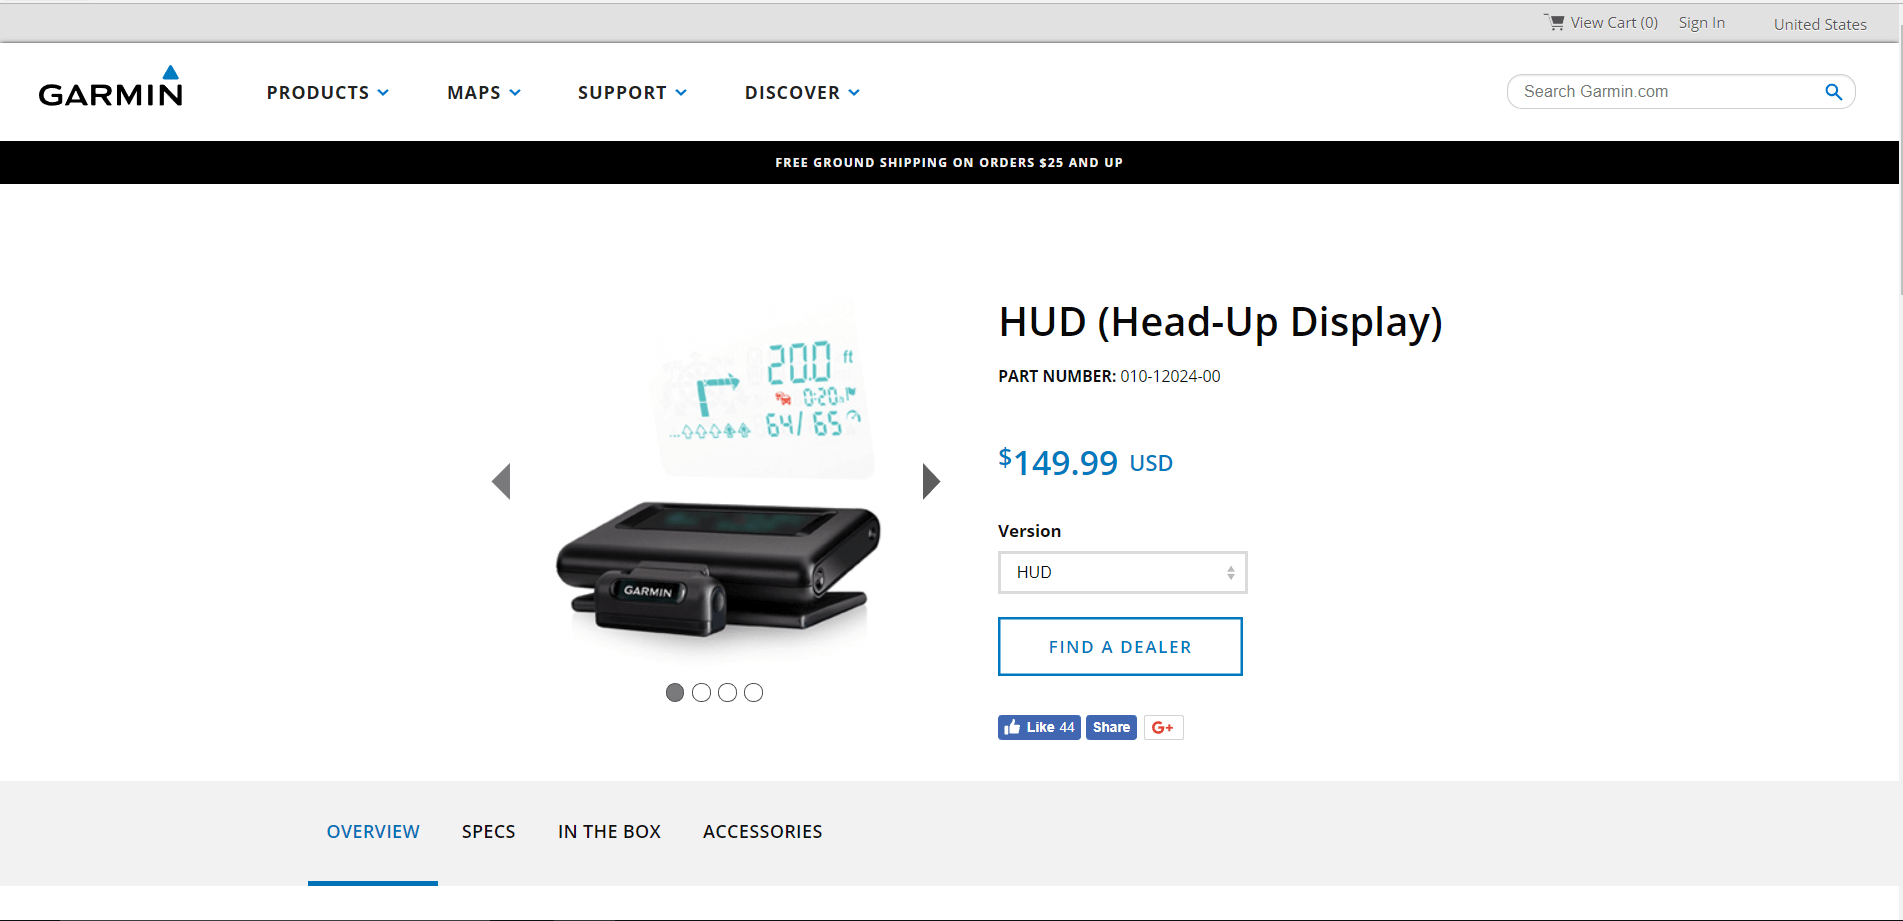 View Cart (0) Sign In United States
GARMIN PRODUCTS MAPS SUPPORT DISCOVER Search Garmin.com
FREE GROUND SHIPPING ON ORDERS $25 AND UP
HUD (Head-Up Display)
PART NUMBER: 010-12024-00
$149.99 USD
Version
HUD
FIND A DEALER
Like 44 Share G+
20.0 ft
0:20
64/65
GARMIN
OVERVIEW SPECS IN THE BOX ACCESSORIES